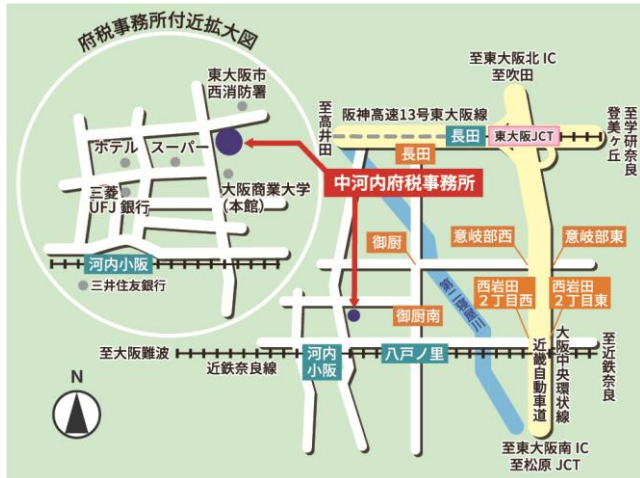 府税事務所付近拡大図
東大阪市
西消防署
ホテル
スーパー
三菱
UFJ銀行
大阪商業大学
(本館)
河内小阪
三井住友銀行
中河内府税事務所
至東大阪北 IC
至吹田
至高井田
阪神高速13号東大阪線
長田
東大阪JCT
至学研奈良
登美ケ丘
長田
御厨
意岐部西
意岐部東
第二寝屋川
西岩田
2丁目西
西岩田
2丁目東
御厨南
至大阪難波
近鉄奈良線
河内
小阪
八戸ノ里
近畿自動車道
大阪中央環状線
至近鉄奈良
N
至東大阪南 IC
至松原 JCT